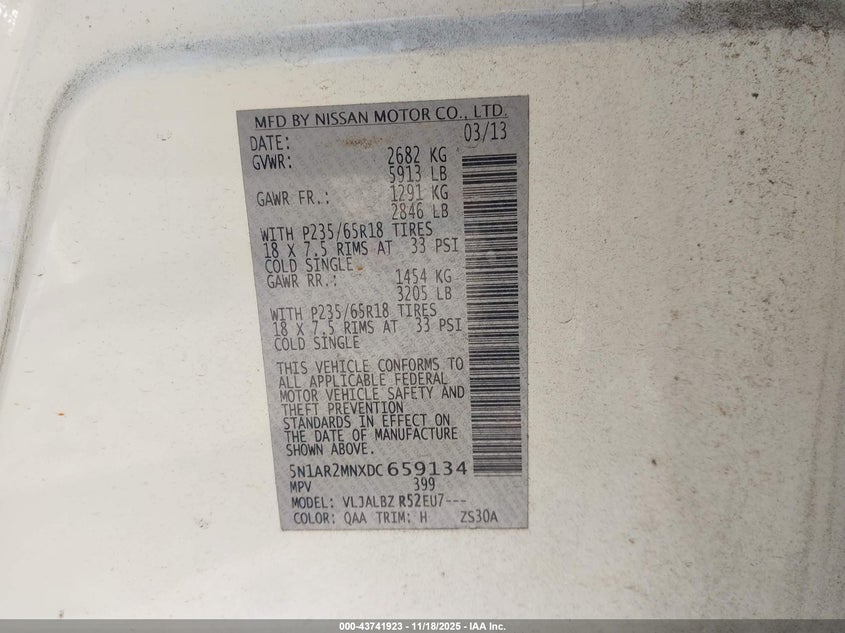 MFD BY NISSAN MOTOR CO., LTD.
DATE: 03/13
GVWR: 2682 KG
5913 LB
GAWR FR.: 1291 KG
2846 LB
WITH P235/65R18 TIRES
18 X 7.5 RIMS AT 33 PSI
COLD SINGLE
GAWR RR.: 1454 KG
3205 LB
WITH P235/65R18 TIRES
18 X 7.5 RIMS AT 33 PSI
COLD SINGLE
THIS VEHICLE CONFORMS TO
ALL APPLICABLE FEDERAL
MOTOR VEHICLE SAFETY AND
THEFT PREVENTION
STANDARDS IN EFFECT ON
THE DATE OF MANUFACTURE
SHOWN ABOVE.
5N1AR2MNXDC 659134
MPV 399
MODEL: VLJALBZ R52EU7---
COLOR: QAA TRIM: H ZS30A
000-43741923 - 11/18/2025 - IAA Inc.